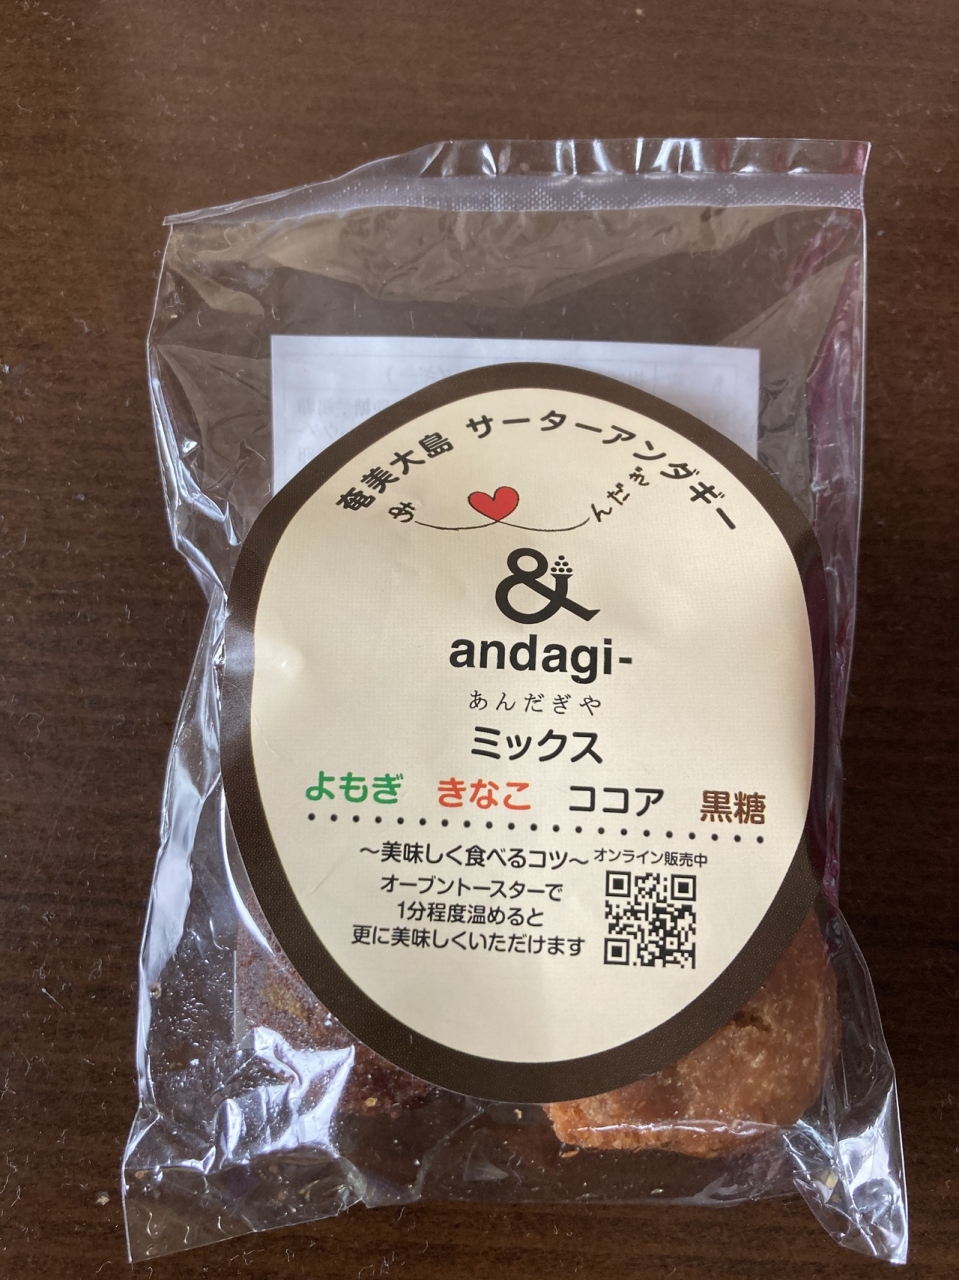 奄美大島 サーターアンダギー
み んだぎ
&
andagi-
あんだぎや
ミックス
よもぎ きなこ ココア 黒糖
～美味しく食べるコツ～
オーブントースターで
1分程度温めると
更に美味しくいただけます
オンライン販売中